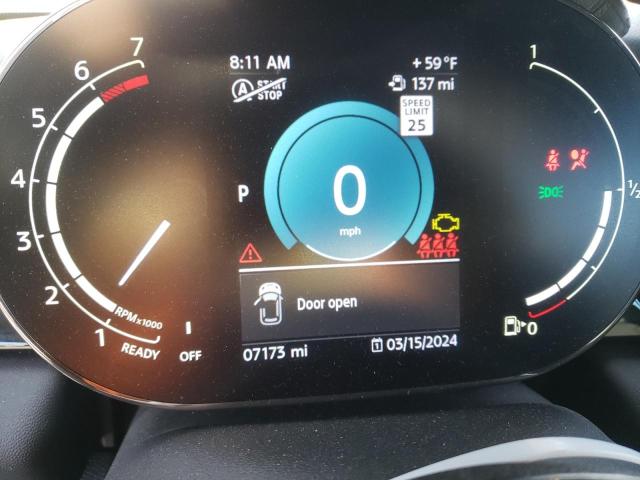 8:11 AM
+ 59 °F
A START STOP
137 mi
SPEED LIMIT 25
7
6
5
4
3
2
1
RPM x1000
READY
OFF
P
0
mph
1
1/2
0
Door open
07173 mi
03/15/2024